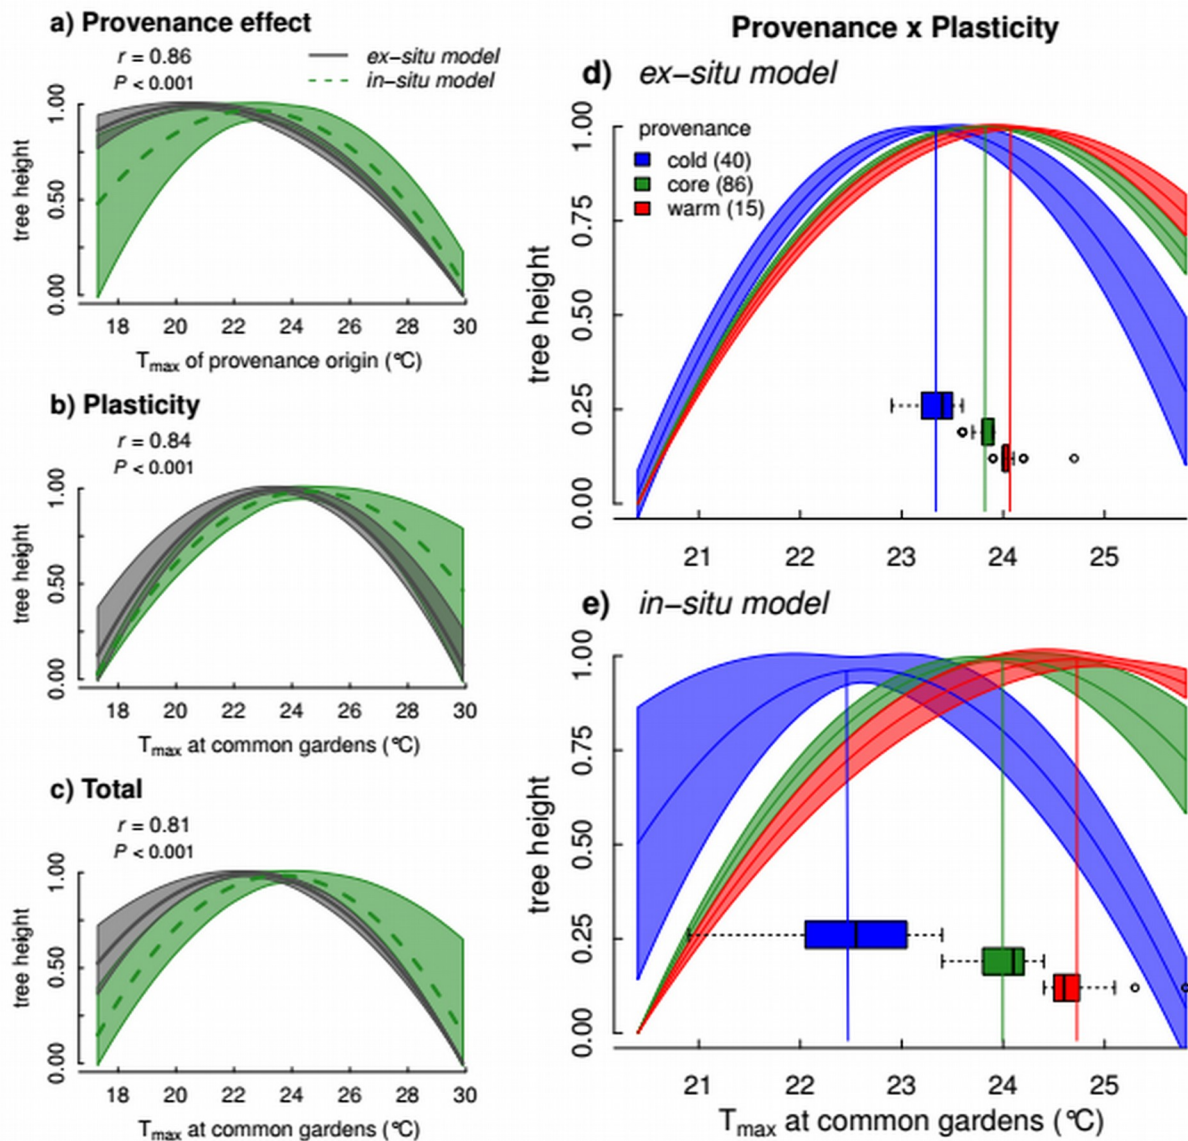 a) Provenance effect
r = 0.86
P < 0.001
ex−situ model
in−situ model
1.00
0.50
0.00
tree height
18 20 22 24 26 28 30
Tmax of provenance origin (°C)
b) Plasticity
r = 0.84
P < 0.001
1.00
0.50
0.00
tree height
18 20 22 24 26 28 30
Tmax at common gardens (°C)
c) Total
r = 0.81
P < 0.001
1.00
0.50
0.00
tree height
18 20 22 24 26 28 30
Tmax at common gardens (°C)
Provenance x Plasticity
d) ex−situ model
provenance
cold (40)
core (86)
warm (15)
1.00
0.75
0.50
0.25
0.00
tree height
21 22 23 24 25
e) in−situ model
1.00
0.75
0.50
0.25
0.00
tree height
21 22 23 24 25
Tmax at common gardens (°C)